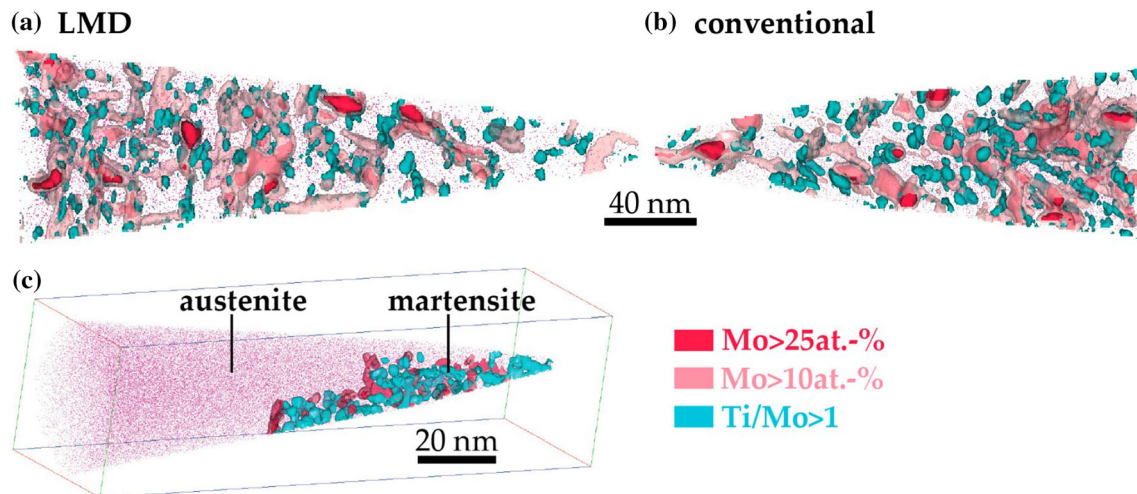 (a) LMD
(b) conventional
40 nm
(c)
austenite
martensite
20 nm
Mo>25at.-%
Mo>10at.-%
Ti/Mo>1